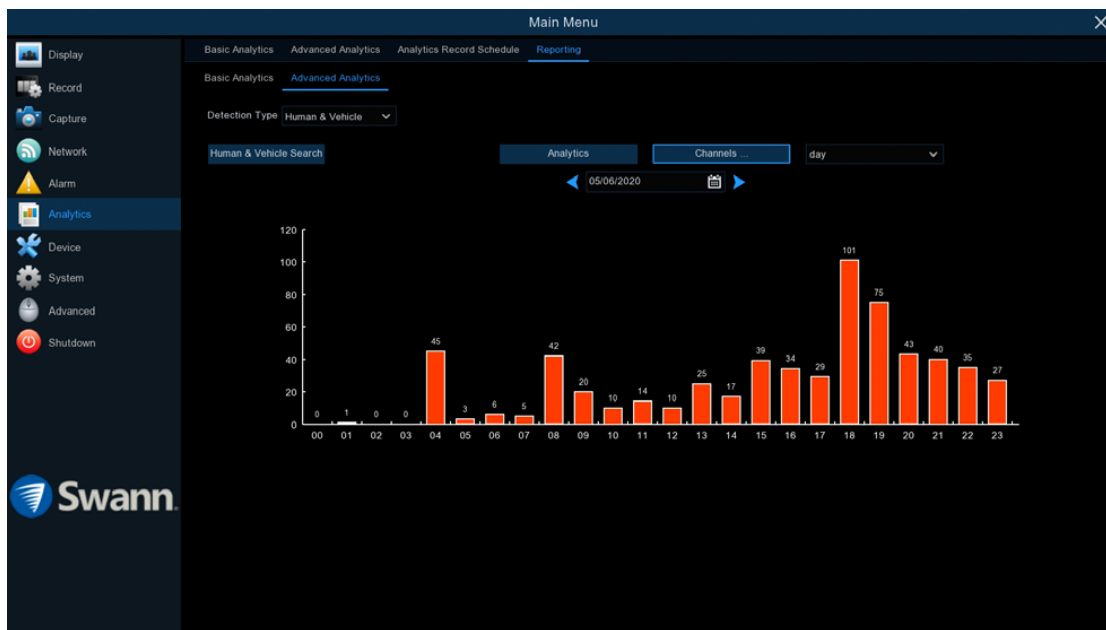 Main Menu
Display
Record
Capture
Network
Alarm
Analytics
Device
System
Advanced
Shutdown
Swann
Basic Analytics Advanced Analytics Analytics Record Schedule Reporting
Basic Analytics Advanced Analytics
Detection Type Human & Vehicle
Human & Vehicle Search Analytics Channels ... day
05/06/2020
120
100
80
60
40
20
0
0 1 0 0 45 3 6 5 42 20 10 14 10 25 17 39 34 29 101 75 43 40 35 27
00 01 02 03 04 05 06 07 08 09 10 11 12 13 14 15 16 17 18 19 20 21 22 23